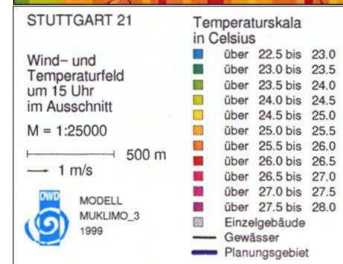 STUTTGART 21
Wind- und
Temperaturfeld
um 15 Uhr
im Ausschnitt
M = 1:25000
500 m
1 m/s
DWD
MODELL
MUKLIMO_3
1999
Temperaturskala
in Celsius
über 22.5 bis 23.0
über 23.0 bis 23.5
über 23.5 bis 24.0
über 24.0 bis 24.5
über 24.5 bis 25.0
über 25.0 bis 25.5
über 25.5 bis 26.0
über 26.0 bis 26.5
über 26.5 bis 27.0
über 27.0 bis 27.5
über 27.5 bis 28.0
Einzelgebäude
Gewässer
Planungsgebiet